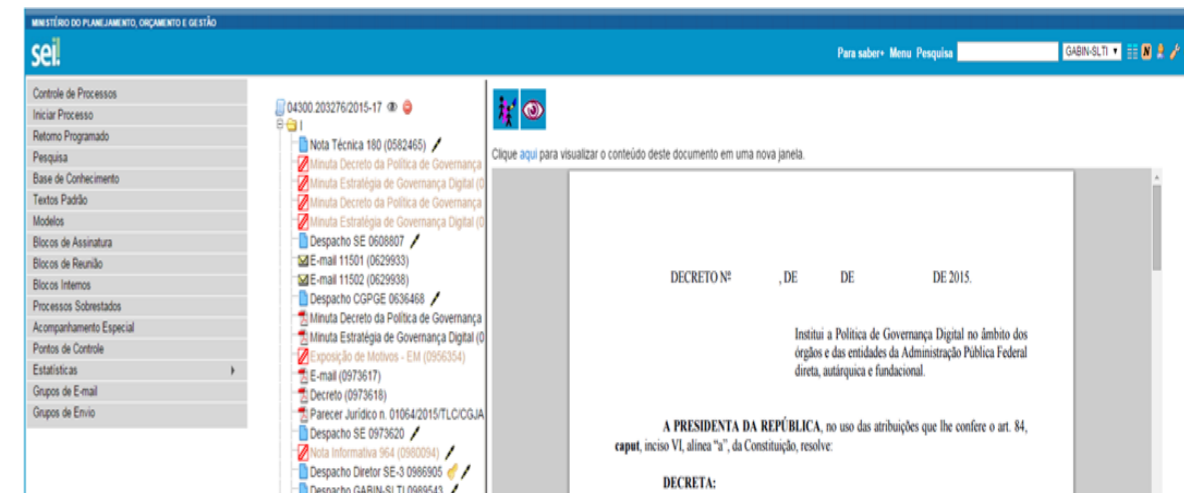 MINISTÉRIO DO PLANEJAMENTO, ORÇAMENTO E GESTÃO
sei!
Para saber+ Menu Pesquisa
GABIN-SLTI
N
Controle de Processos
Iniciar Processo
Retorno Programado
Pesquisa
Base de Conhecimento
Textos Padrão
Modelos
Blocos de Assinatura
Blocos de Reunião
Blocos Internos
Processos Sobrestados
Acompanhamento Especial
Pontos de Controle
Estatísticas
Grupos de E-mail
Grupos de Envio
04300.203276/2015-17
I
Nota Técnica 180 (0582465)
Minuta Decreto da Política de Governança
Minuta Estratégia de Governança Digital (0
Minuta Decreto da Política de Governança
Minuta Estratégia de Governança Digital (0
Despacho SE 0608807
E-mail 11501 (0629933)
E-mail 11502 (0629938)
Despacho CGPGE 0636468
Minuta Decreto da Política de Governança
Minuta Estratégia de Governança Digital (0
Exposição de Motivos - EM (0956354)
E-mail (0973617)
Decreto (0973618)
Parecer Jurídico n. 01064/2015/TLC/CGJA
Despacho SE 0973620
Nota Informativa 964 (0980094)
Despacho Diretor SE-3 0986905
Despacho GABIN-SLTI 0989543
Clique aqui para visualizar o conteúdo deste documento em uma nova janela.
DECRETO Nº , DE DE DE 2015.
Institui a Política de Governança Digital no âmbito dos
órgãos e das entidades da Administração Pública Federal
direta, autárquica e fundacional.
A PRESIDENTA DA REPÚBLICA, no uso das atribuições que lhe confere o art. 84,
caput, inciso VI, alínea “a”, da Constituição, resolve:
DECRETA: